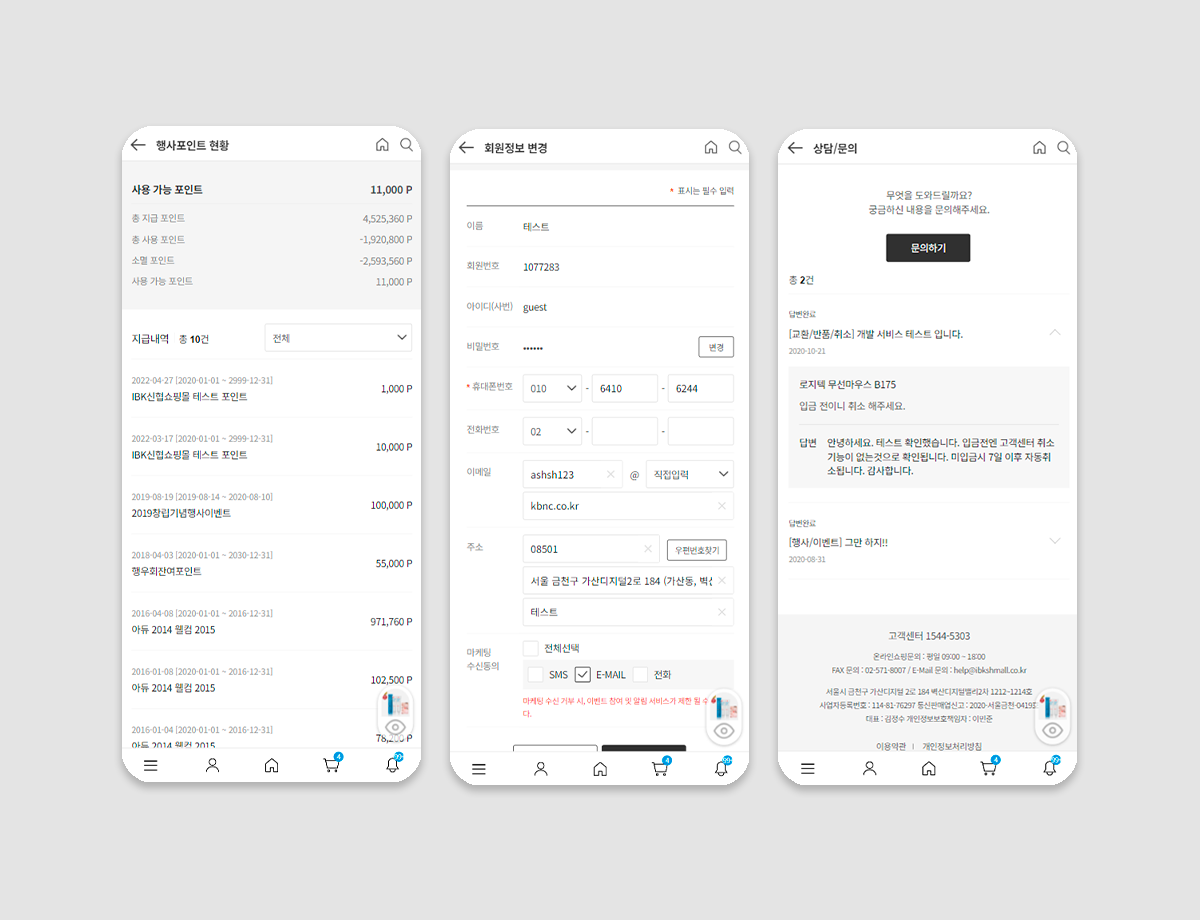 행사포인트 현황
사용 가능 포인트 11,000 P
총 지급 포인트 4,525,360 P
총 사용 포인트 -1,920,800 P
소멸 포인트 -2,593,560 P
사용 가능 포인트 11,000 P
지급내역 총 10건 전체
2022-04-27 [2020-01-01 ~ 2999-12-31]
IBK신협쇼핑몰 테스트 포인트 1,000 P
2022-03-17 [2020-01-01 ~ 2999-12-31]
IBK신협쇼핑몰 테스트 포인트 10,000 P
2019-08-19 [2019-08-14 ~ 2020-08-10]
2019창립기념행사이벤트 100,000 P
2018-04-03 [2020-01-01 ~ 2030-12-31]
행우회잔여포인트 55,000 P
2016-04-08 [2020-01-01 ~ 2016-12-31]
아듀 2014 웰컴 2015 971,760 P
2016-01-08 [2020-01-01 ~ 2016-12-31]
아듀 2014 웰컴 2015 102,500 P
2016-01-04 [2020-01-01 ~ 2016-12-31]
아듀 2014 웰컴 2015
4 99+
회원정보 변경
* 표시는 필수 입력
이름 테스트
회원번호 1077283
아이디(사번) guest
비밀번호 •••••• 변경
* 휴대폰번호 010 - 6410 - 6244
전화번호 02 - -
이메일 ashsh123 @ 직접입력
kbnc.co.kr
주소 08501 우편번호찾기
서울 금천구 가산디지털2로 184 (가산동, 벽산
테스트
마케팅
수신동의
전체선택
SMS E-MAIL 전화
마케팅 수신 거부 시, 이벤트 참여 및 알림 서비스가 제한 될 수
다.
4 99+
상담/문의
무엇을 도와드릴까요?
궁금하신 내용을 문의해주세요.
문의하기
총 2건
답변완료
[교환/반품/취소] 개발 서비스 테스트 입니다.
2020-10-21
로지텍 무선마우스 B175
입금 전이니 취소 해주세요.
답변 안녕하세요. 테스트 확인했습니다. 입금전엔 고객센터 취소
기능이 없는것으로 확인됩니다. 미입금시 7일 이후 자동취
소됩니다. 감사합니다.
답변완료
[행사/이벤트] 그만 하지!!
2020-08-31
고객센터 1544-5303
온라인쇼핑문의 : 평일 09:00 ~ 18:00
FAX 문의 : 02-571-8007 / E-Mail 문의 : help@ibkshmall.co.kr
서울시 금천구 가산디지털 2로 184 벽산디지털밸리2차 1212~1214호
사업자등록번호 : 114-81-76297 통신판매업신고 : 2020-서울금천-0419호
대표 : 김정수 개인정보보호책임자 : 이민준
이용약관 | 개인정보처리방침
4 99+